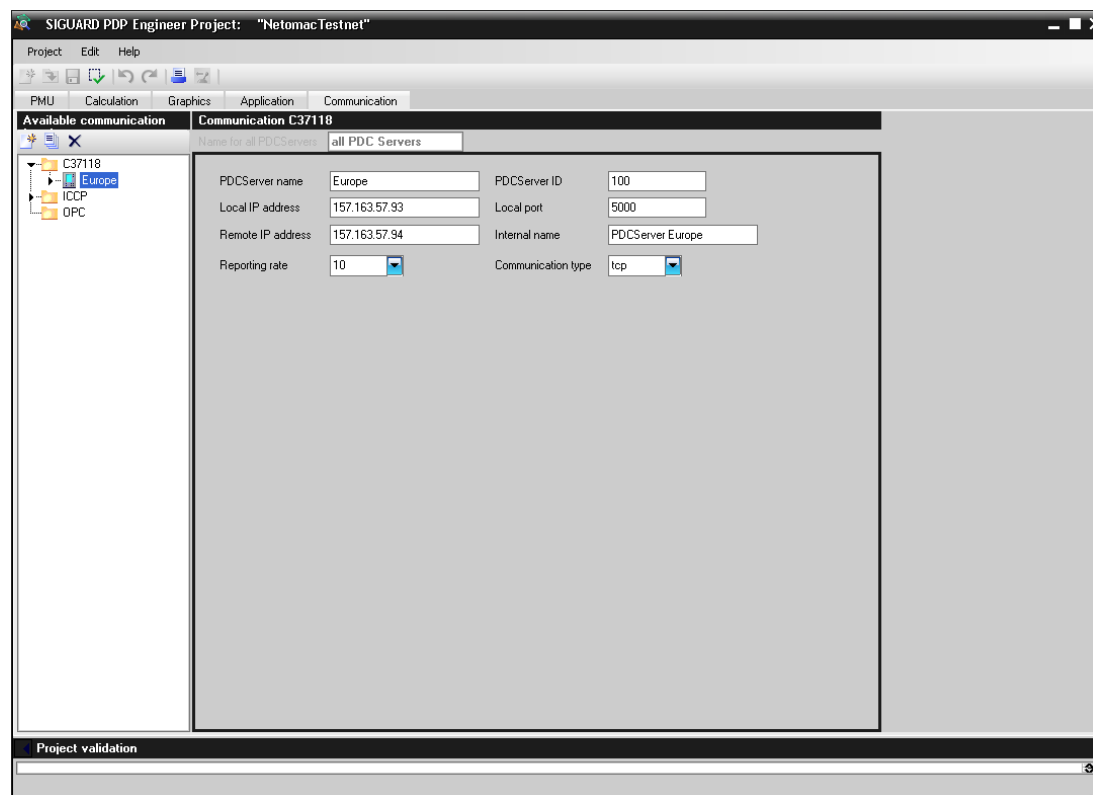 SIGUARD PDP Engineer Project: "NetomacTestnet"
Project Edit Help
PMU Calculation Graphics Application Communication
Available communication
Communication C37118
Name for all PDCServers all PDC Servers
C37118
Europe
ICCP
OPC
PDCServer name Europe PDCServer ID 100
Local IP address 157.163.57.93 Local port 5000
Remote IP address 157.163.57.94 Internal name PDCServer Europe
Reporting rate 10 Communication type tcp
Project validation